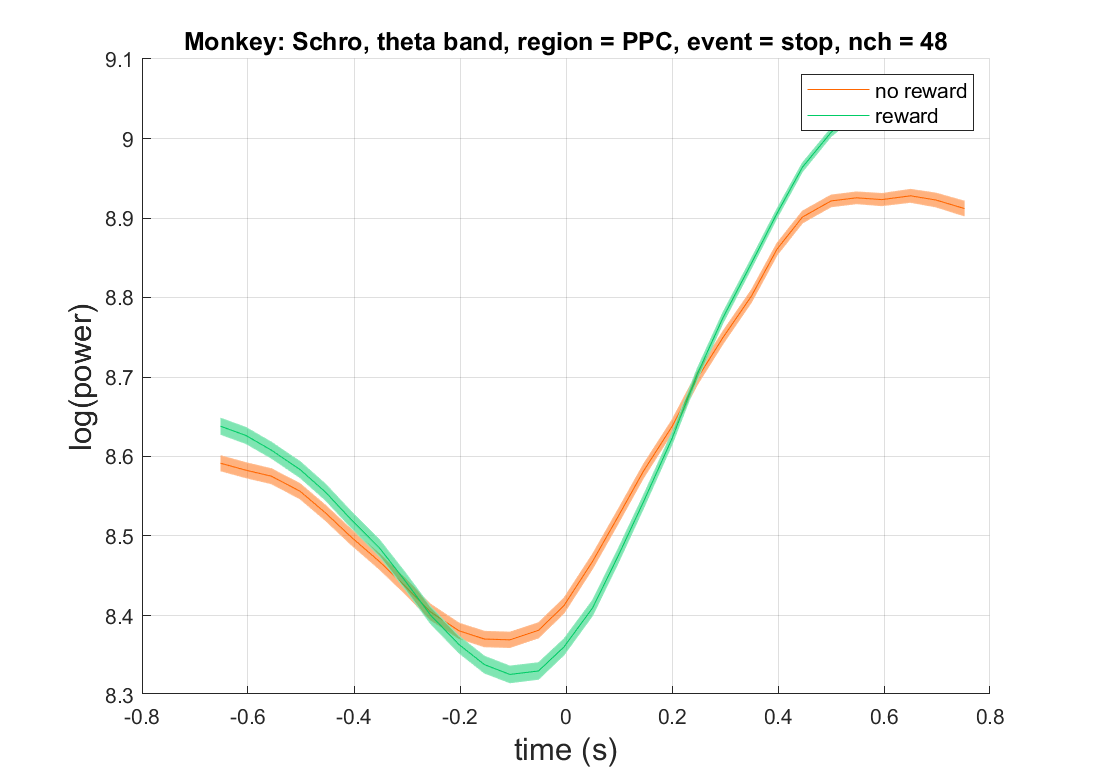 Monkey: Schro, theta band, region = PPC, event = stop, nch = 48
9.1
9
8.9
8.8
8.7
8.6
8.5
8.4
8.3
log(power)
no reward
reward
-0.8 -0.6 -0.4 -0.2 0 0.2 0.4 0.6 0.8
time (s)